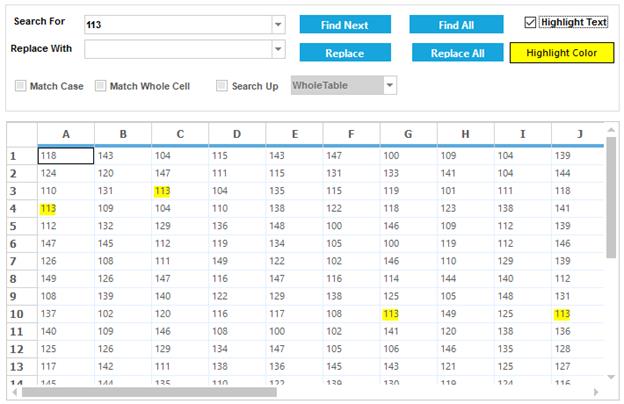 Search For 113 Find Next Find All Highlight Text
Replace With Replace Replace All Highlight Color
Match Case Match Whole Cell Search Up WholeTable
A B C D E F G H I J
1 118 143 104 115 143 147 100 109 104 139
2 124 120 147 111 115 131 133 141 104 144
3 110 131 113 104 135 115 119 101 111 118
4 113 109 104 110 138 122 118 123 138 141
5 112 132 129 136 148 100 146 109 112 139
6 147 145 112 119 134 105 100 119 112 146
7 126 108 111 149 122 102 146 110 129 139
8 149 126 147 116 147 116 114 144 140 112
9 108 139 140 122 129 138 125 105 148 131
10 137 102 120 116 117 108 113 149 125 113
11 140 109 146 108 100 102 141 120 138 136
12 125 126 129 134 147 105 106 146 135 128
13 117 142 111 138 136 145 143 121 125 127
14 145 144 135 110 122 139 130 119 124 116